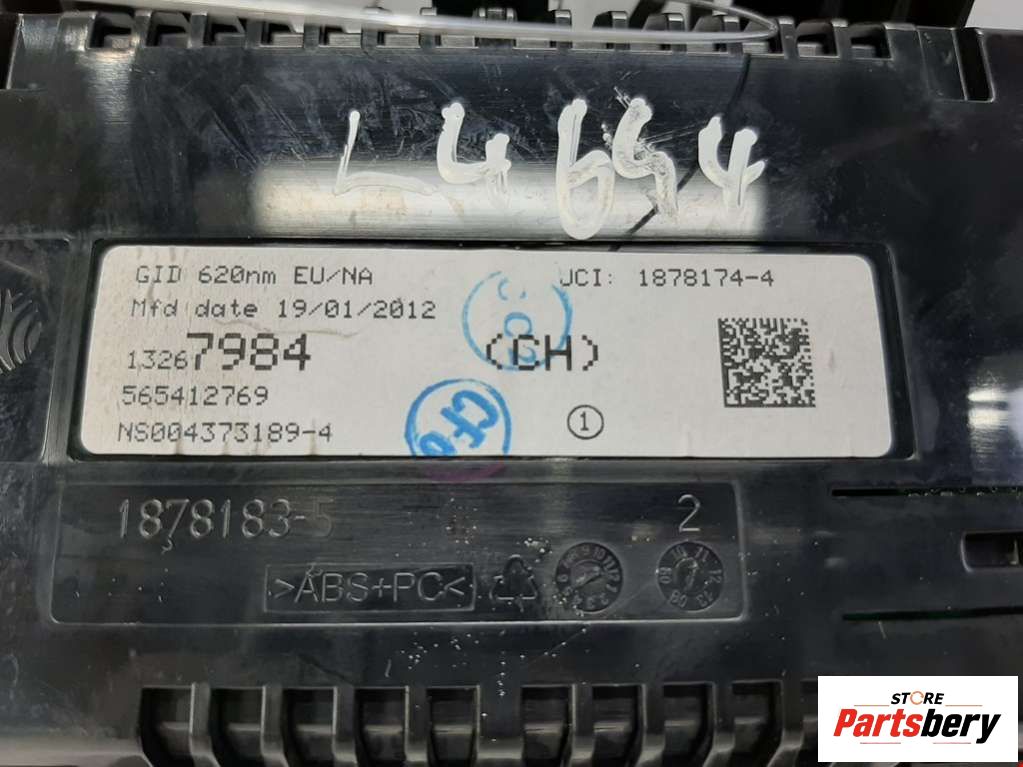 L4654
GID 620nm EU/NA JCI: 1878174-4
Mfd date 19/01/2012
13267984 (CH)
565412769
NS004373189-4 1
1878183-5 2
>ABS+PC<
STORE
Partsbery